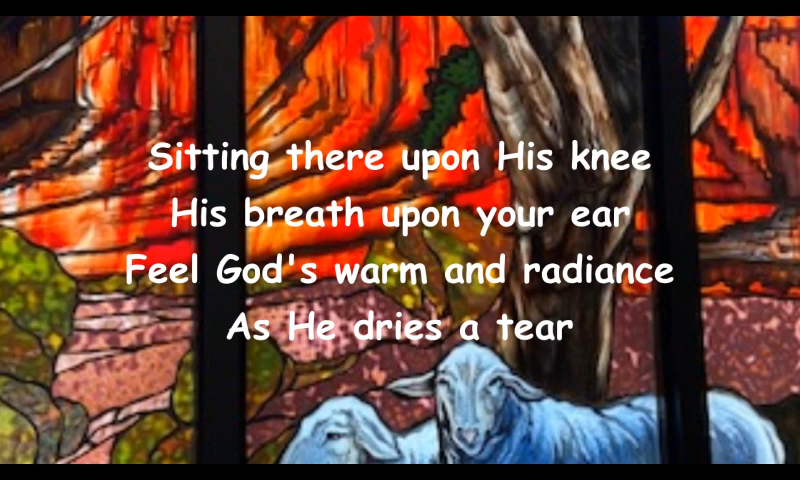 Sitting there upon His knee
His breath upon your ear
Feel God's warm and radiance
As He dries a tear